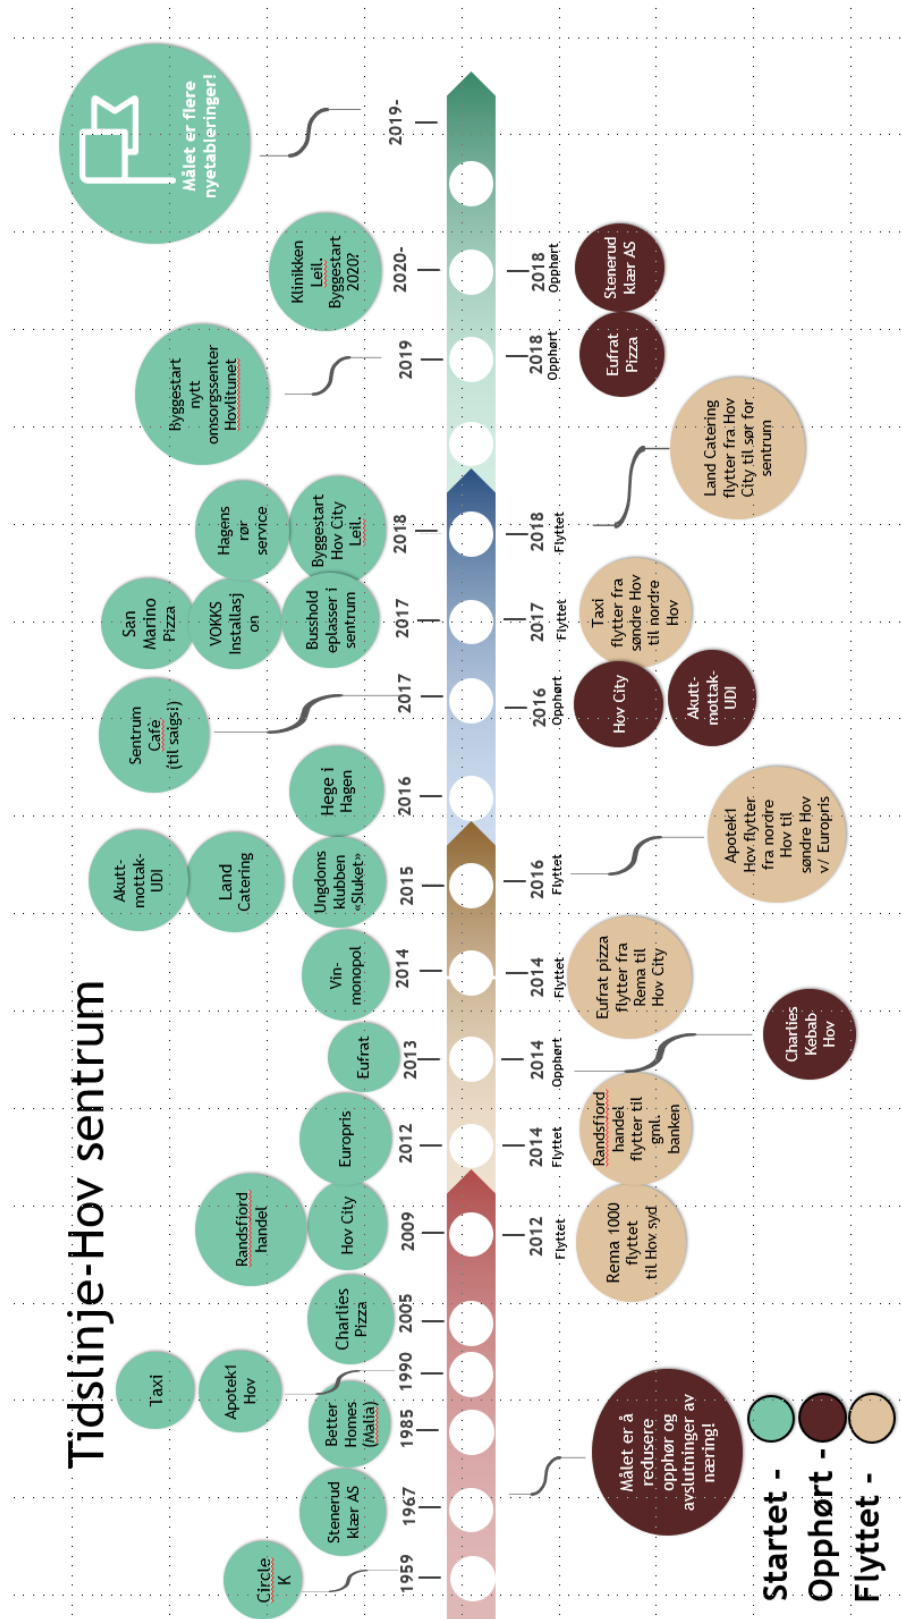 Tidslinje-Hov sentrum
Circle
K
1959
Stenerud
klær AS
1967
Better
Homes
(Malia)
1985
Taxi
Apotek1
Hov
1990
Charlies
Pizza
2005
Randsfjord
handel
Hov City
2009
Europris
2012
Eufrat
2013
Vin-
monopol
2014
Akutt-
mottak-
UDI
Land
Catering
Ungdoms
klubben
«Sluket»
2015
Hege i
Hagen
2016
Sentrum
Cafè
(til salgs!)
2017
San
Marino
Pizza
VOKKS
Installasj
on
Busshold
eplasser i
sentrum
2017
Hagens
rør
service
Byggestart
Hov City
Leil.
2018
Byggestart
nytt
omsorgssenter
Hovlitunet
2019
Klinikken
Leil.
Byggestart
2020?
2020-
Målet er flere
nyetableringer!
2019-
Målet er å
redusere
opphør og
avslutninger av
næring!
2012
Flyttet
Rema 1000
flyttet
til Hov syd
2014
Flyttet
Randsfjord
handel
flytter til
gml.
banken
2014
Opphørt
Charlies
Kebab
Hov
2014
Flyttet
Eufrat pizza
flytter fra
Rema til
Hov City
2016
Flyttet
Apotek1
Hov flytter
fra nordre
Hov til
søndre Hov
v/ Europris
2016
Opphørt
Hov City
Akutt-
mottak-
UDI
2017
Flyttet
Taxi
flytter fra
søndre Hov
til nordre
Hov
2018
Flyttet
Land Catering
flytter fra Hov
City til sør for
sentrum
2018
Opphørt
Eufrat
Pizza
2018
Opphørt
Stenerud
klær AS
Startet -
Opphørt -
Flyttet -